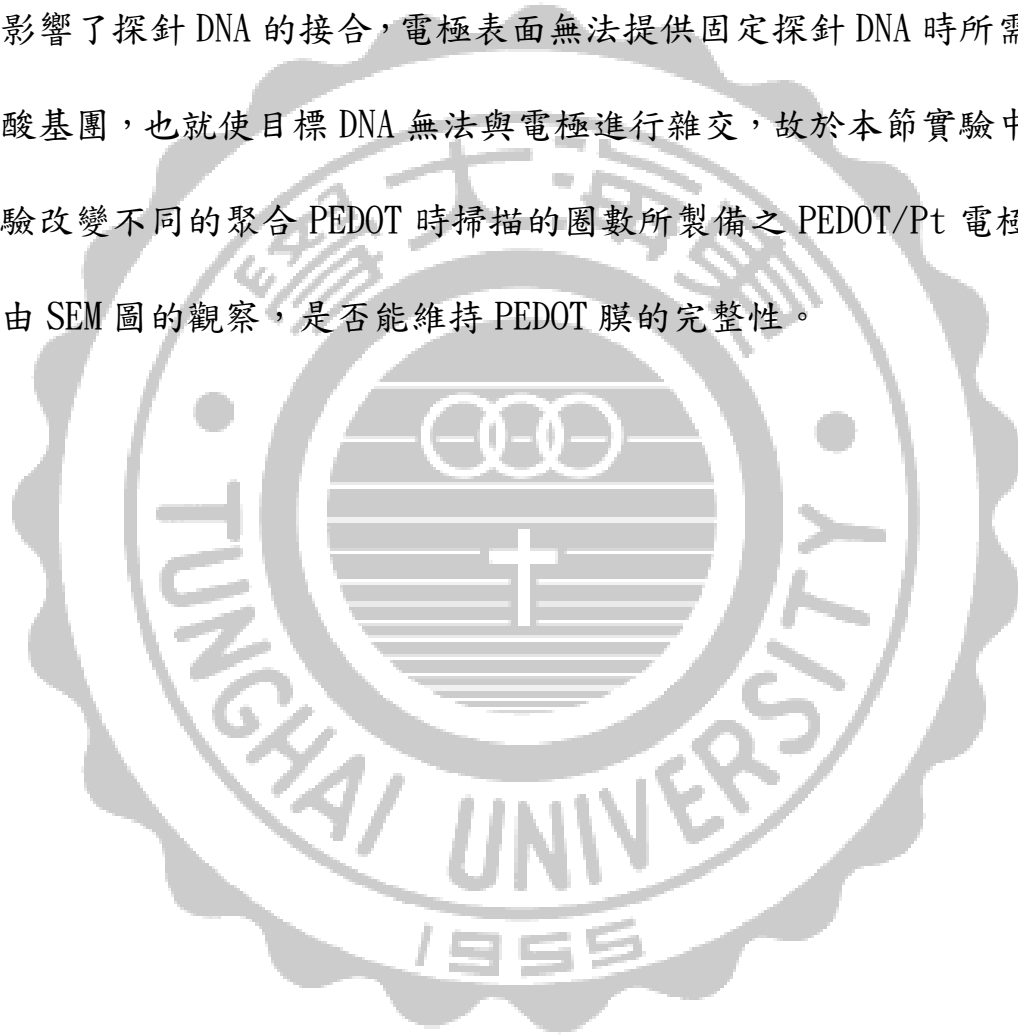 影響了探針 DNA 的接合，電極表面無法提供固定探針 DNA 時所需
酸基團，也就使目標 DNA 無法與電極進行雜交，故於本節實驗中
驗改變不同的聚合 PEDOT 時掃描的圈數所製備之 PEDOT/Pt 電極
由 SEM 圖的觀察，是否能維持 PEDOT 膜的完整性。
學大海東
TUNGHAI UNIVERSITY
1955